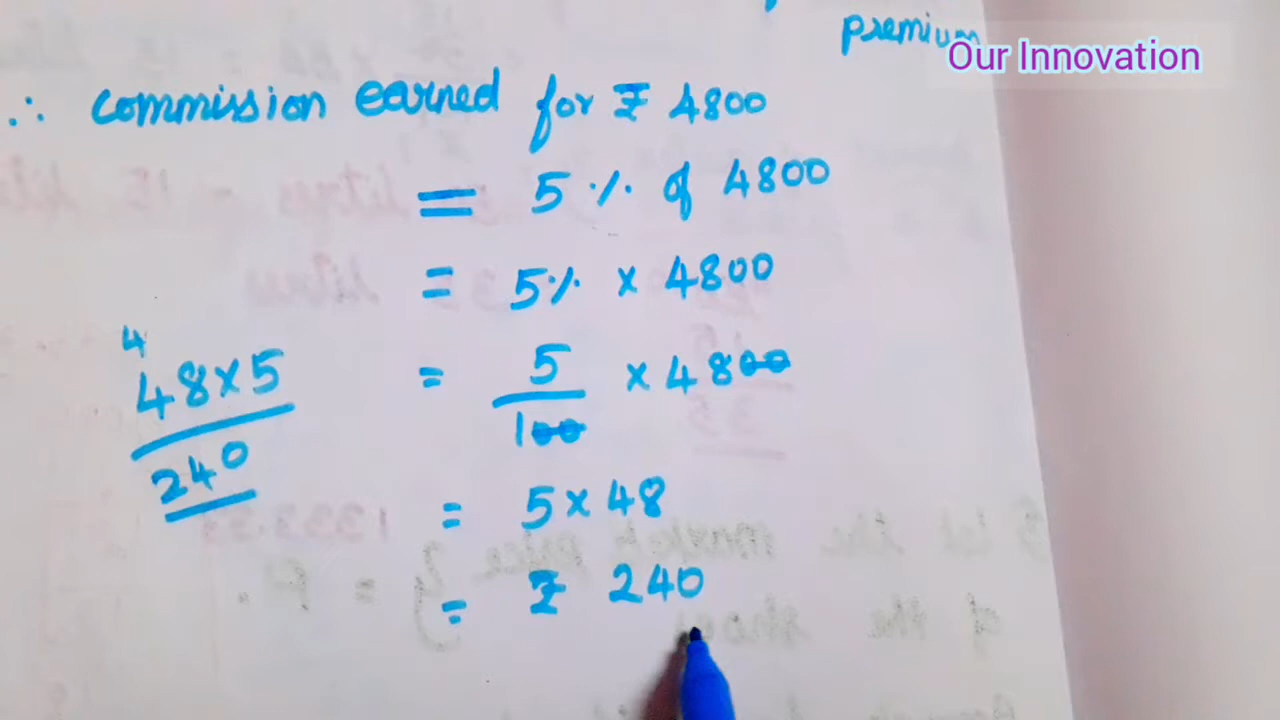 premium
Our Innovation
∴ Commission earned for ₹ 4800
= 5% of 4800
= 5% × 4800
= 5/100 × 4800
4
48×5
240
= 5×48
= ₹ 240